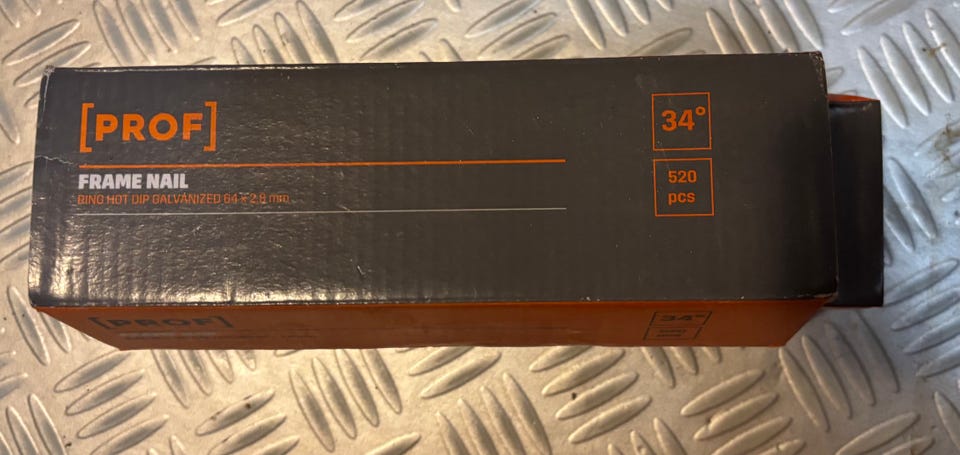 [PROF]
FRAME NAIL
RING HOT DIP GALVANIZED 64 x 2.8 mm
34°
520
pcs
[PROF]
34°